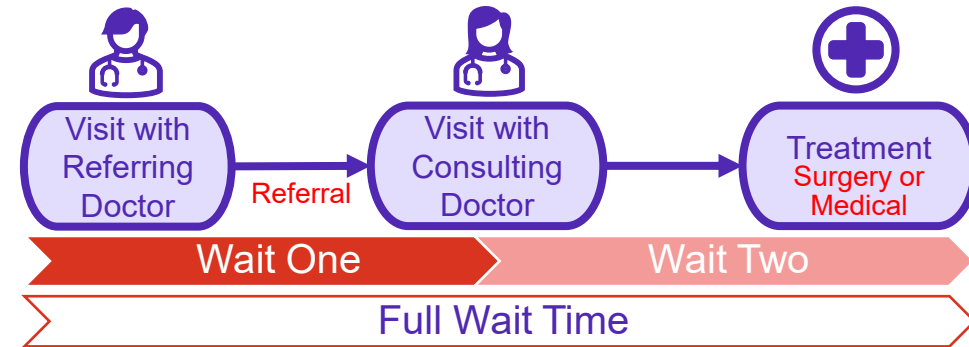 Visit with
Referring
Doctor
Referral
Visit with
Consulting
Doctor
Treatment
Surgery or
Medical
Wait One
Wait Two
Full Wait Time